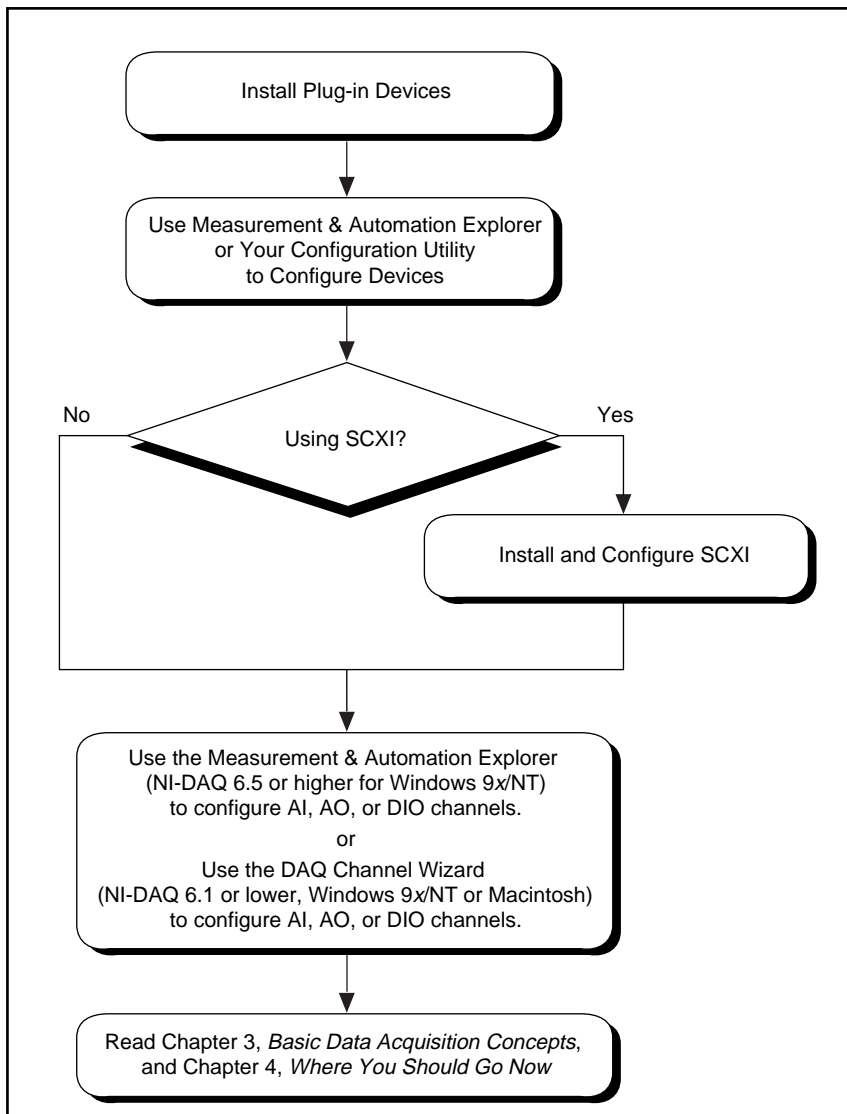 Install Plug-in Devices
Use Measurement & Automation Explorer
or Your Configuration Utility
to Configure Devices
No
Yes
Using SCXI?
Install and Configure SCXI
Use the Measurement & Automation Explorer
(NI-DAQ 6.5 or higher for Windows 9x/NT)
to configure AI, AO, or DIO channels.
or
Use the DAQ Channel Wizard
(NI-DAQ 6.1 or lower, Windows 9x/NT or Macintosh)
to configure AI, AO, or DIO channels.
Read Chapter 3, Basic Data Acquisition Concepts,
and Chapter 4, Where You Should Go Now